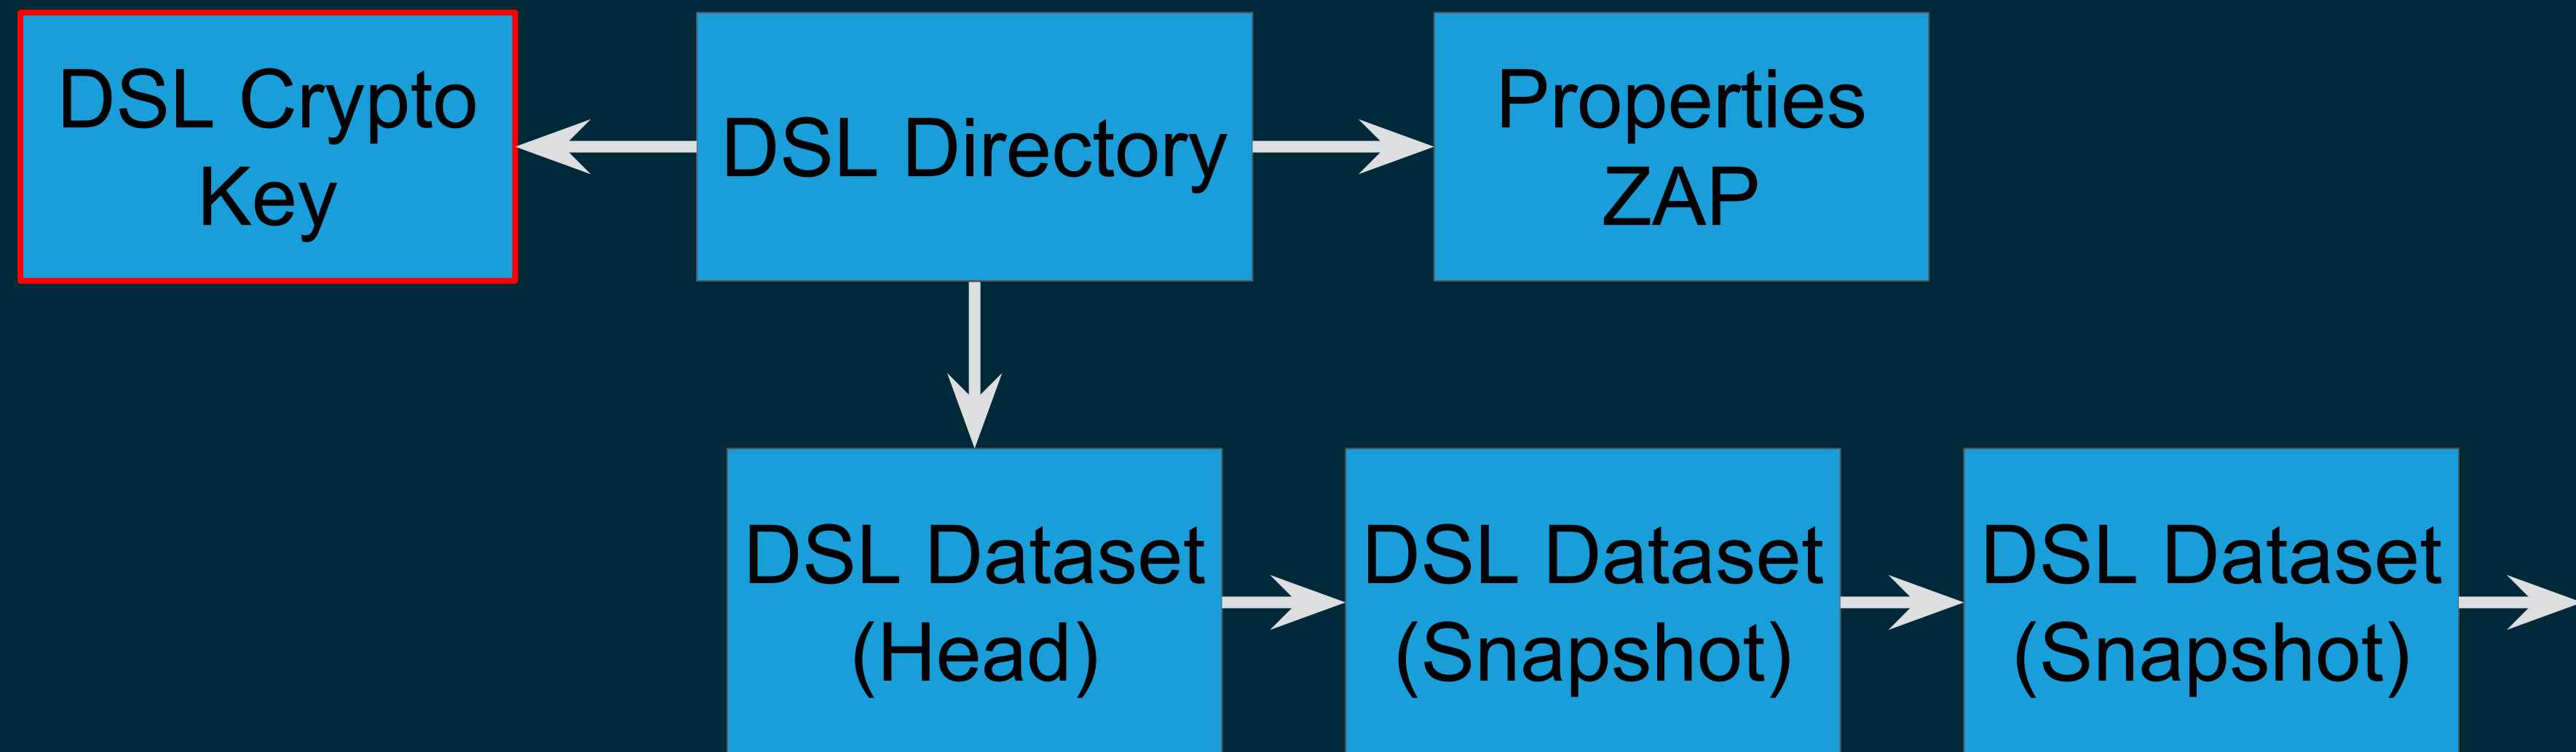 DSL Crypto
Key
DSL Directory
Properties
ZAP
DSL Dataset
(Head)
DSL Dataset
(Snapshot)
DSL Dataset
(Snapshot)